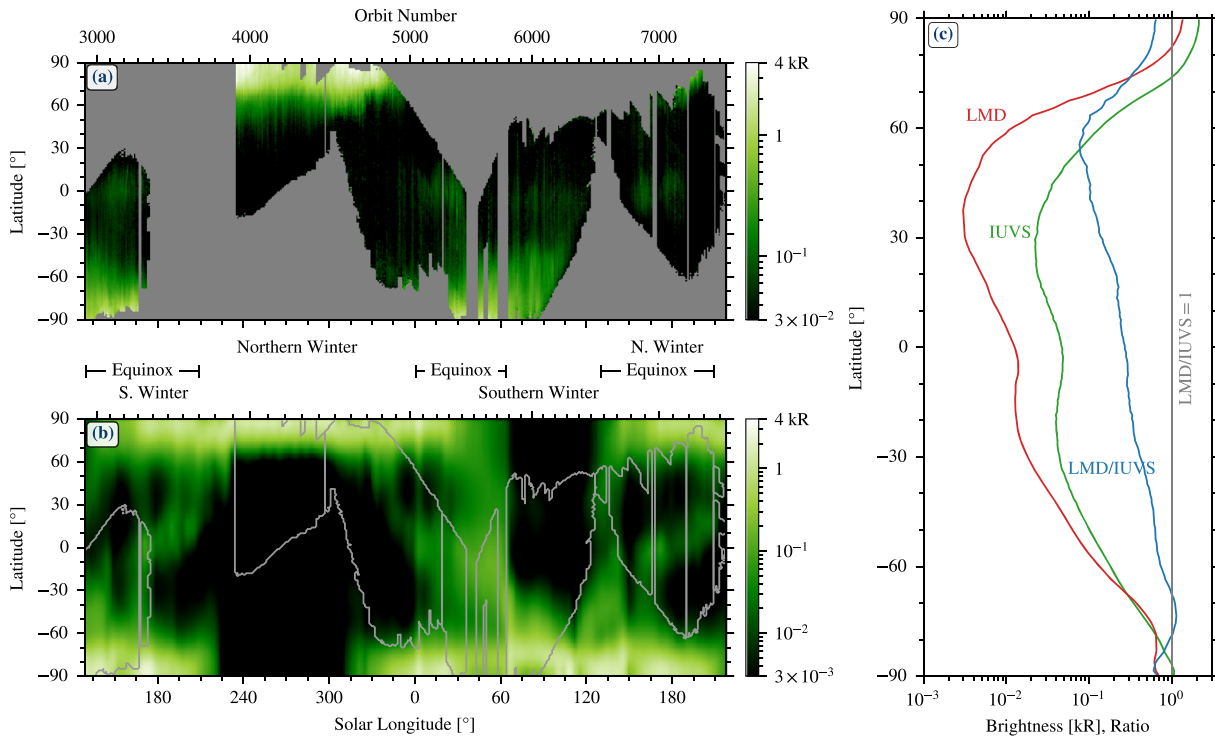 Orbit Number
3000 4000 5000 6000 7000
(a)
90
60
30
0
−30
−60
−90
Latitude [°]
4 kR
1
10⁻¹
3×10⁻²
Northern Winter N. Winter
Equinox Equinox Equinox
S. Winter Southern Winter
(b)
90
60
30
0
−30
−60
−90
Latitude [°]
4 kR
1
10⁻¹
10⁻²
3×10⁻³
180 240 300 0 60 120 180
Solar Longitude [°]
(c)
90
60
30
0
−30
−60
−90
Latitude [°]
LMD
IUVS
LMD/IUVS
LMD/IUVS = 1
10⁻³ 10⁻² 10⁻¹ 10⁰
Brightness [kR], Ratio